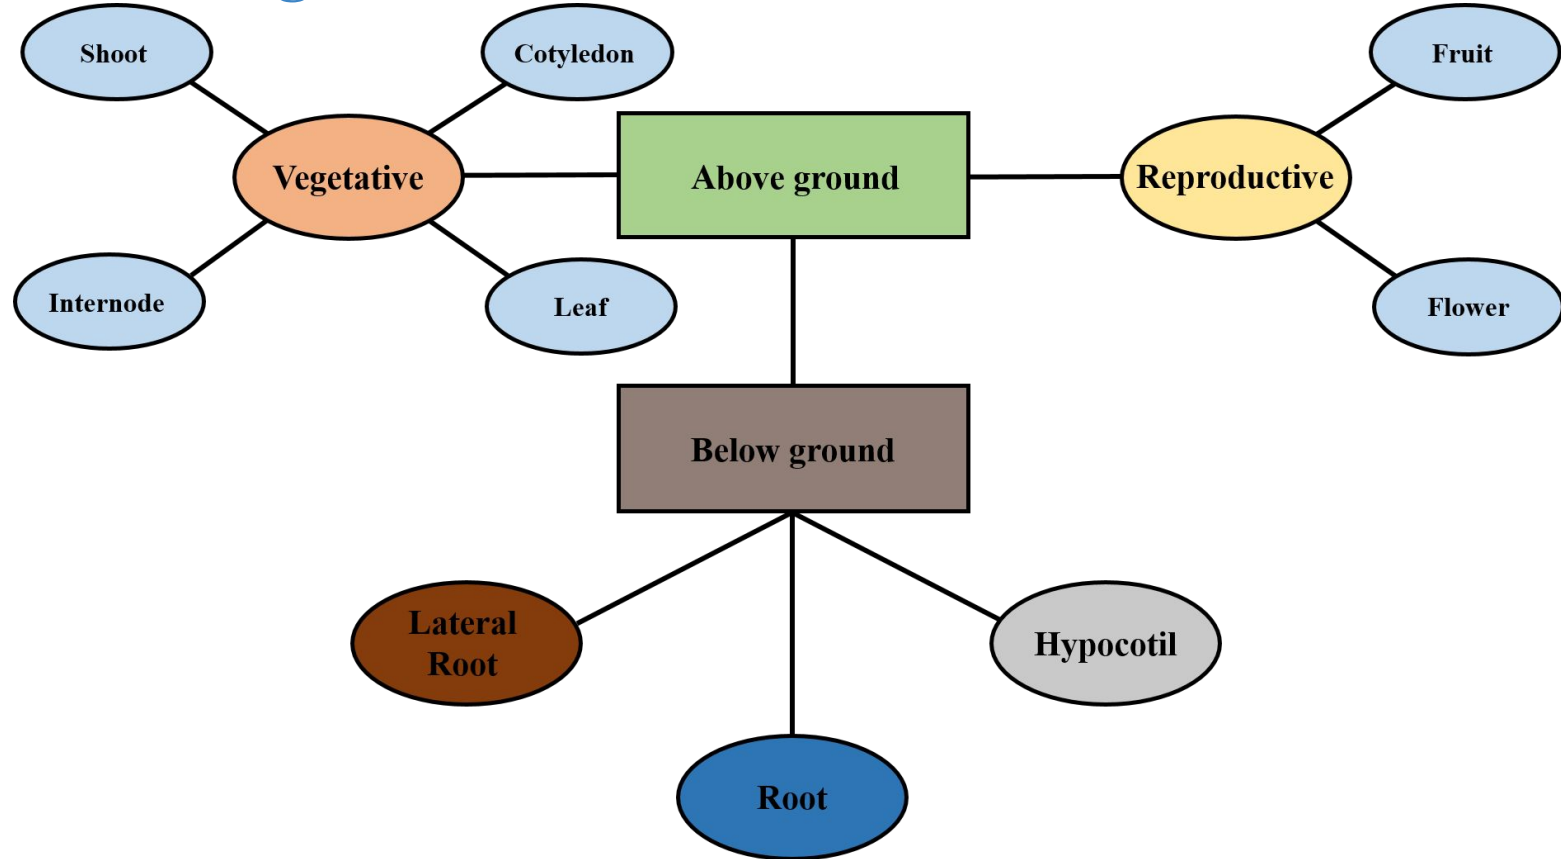 Shoot
Cotyledon
Fruit
Vegetative
Above ground
Reproductive
Internode
Leaf
Flower
Below ground
Lateral
Root
Hypocotil
Root